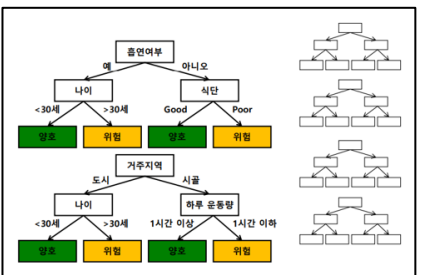 흡연여부
예 아니오
나이 식단
<30세 >30세 Good Poor
양호 위험 양호 위험
거주지역
도시 시골
나이 하루 운동량
<30세 >30세 1시간 이상 1시간 이하
양호 위험 양호 위험